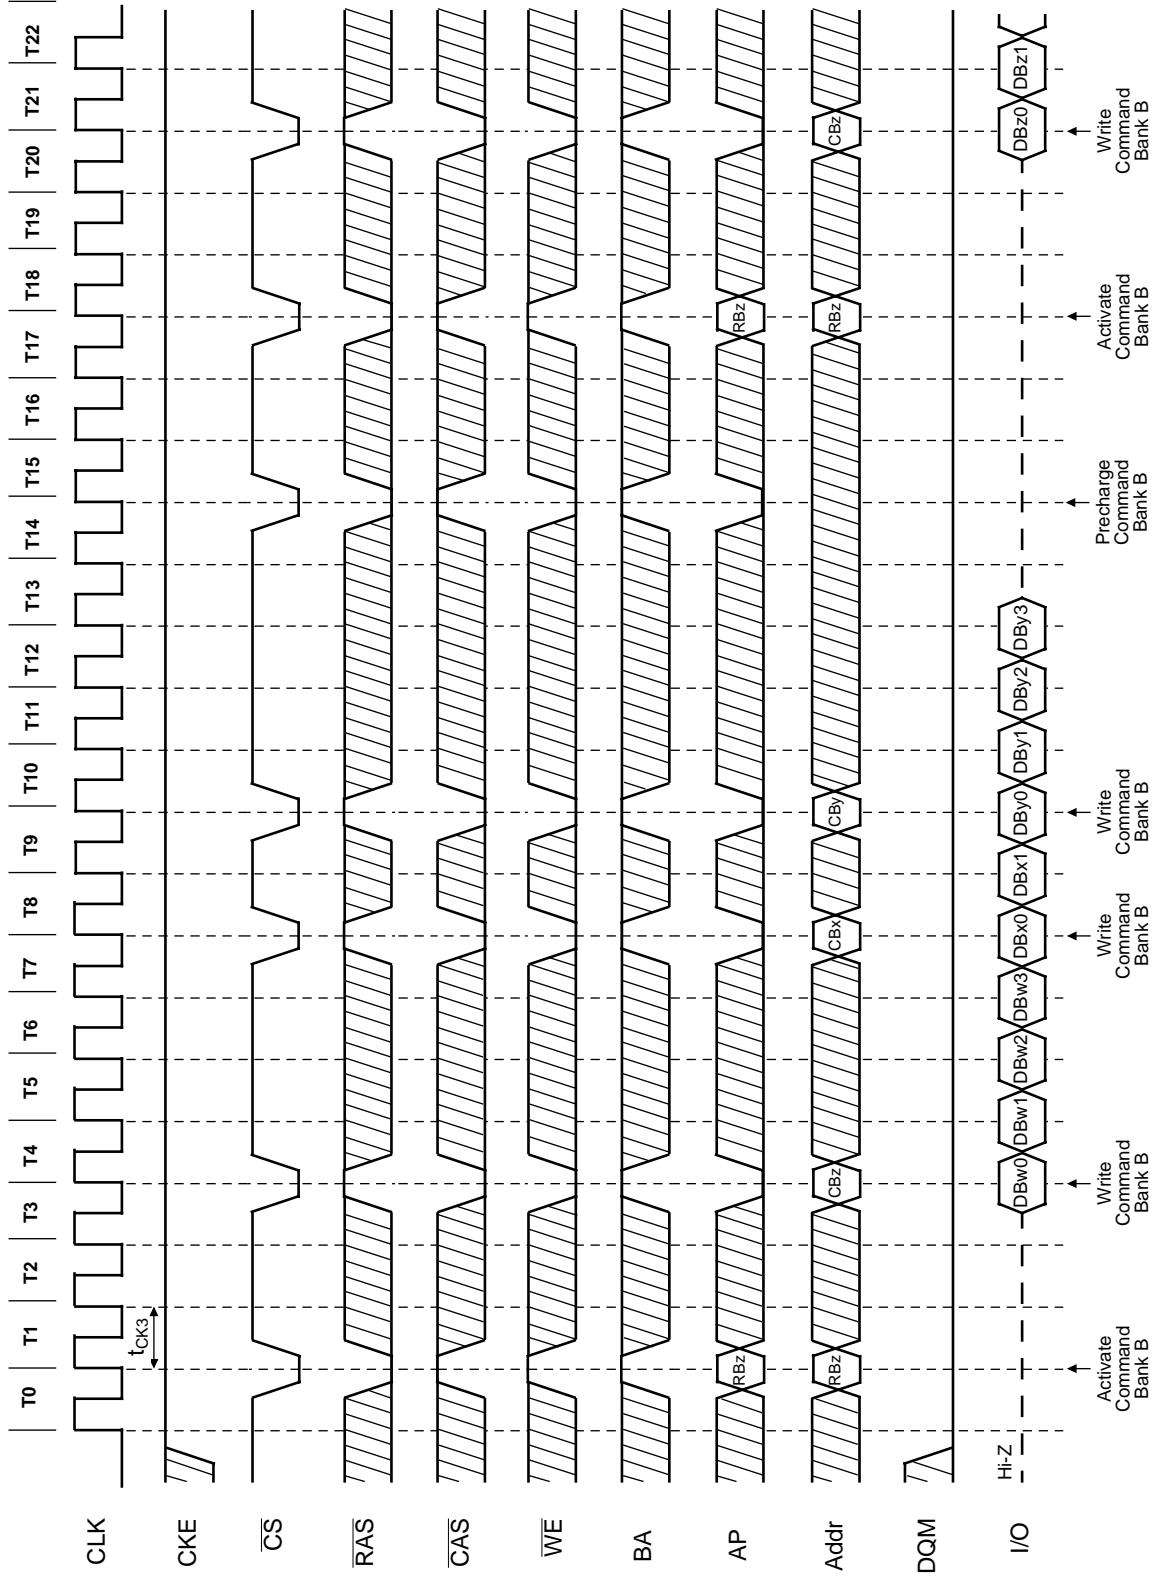 T0 T1 T2 T3 T4 T5 T6 T7 T8 T9 T10 T11 T12 T13 T14 T15 T16 T17 T18 T19 T20 T21 T22
CLK
tCK3
CKE
CS
RAS
CAS
WE
BA
AP RBz RBz
Addr RBz CBz CBx CBy RBz CBz
DQM
Hi-Z
I/O DBw0 DBw1 DBw2 DBw3 DBx0 DBx1 DBy0 DBy1 DBy2 DBy3 DBz0 DBz1
Activate Command Bank B
Write Command Bank B
Write Command Bank B
Write Command Bank B
Precharge Command Bank B
Activate Command Bank B
Write Command Bank B